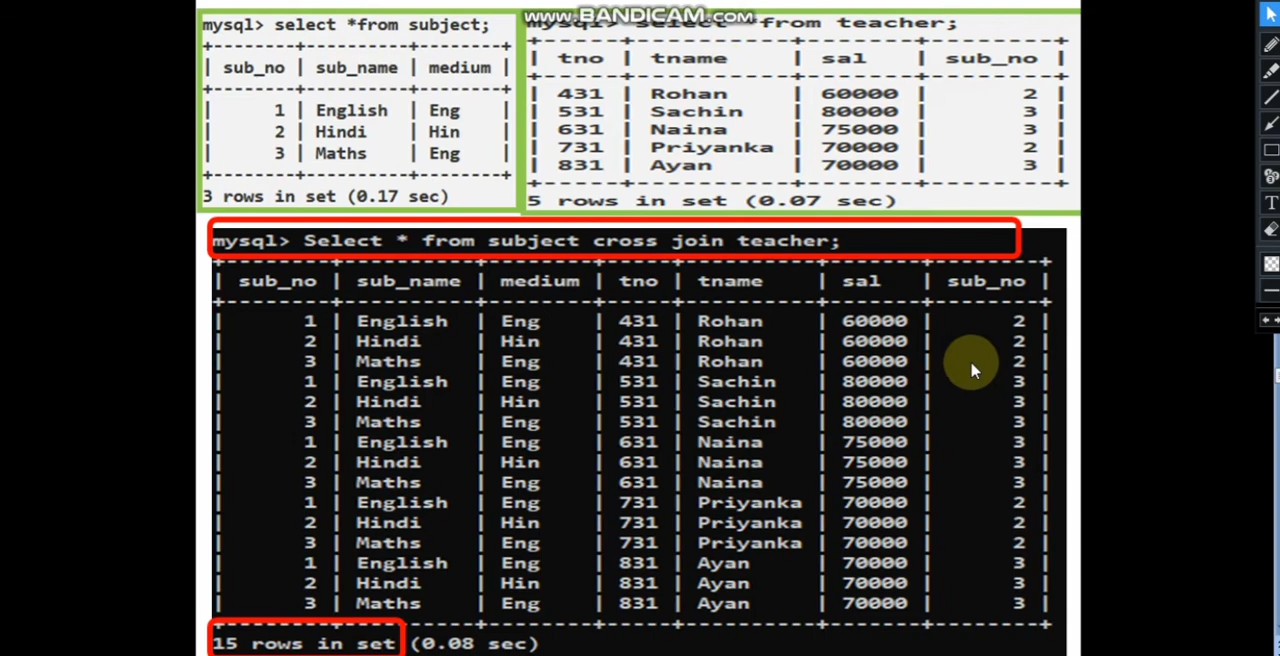 www.BANDICAM.com
mysql> select *from subject;
+--------+----------+--------+
| sub_no | sub_name | medium |
+--------+----------+--------+
| 1 | English | Eng |
| 2 | Hindi | Hin |
| 3 | Maths | Eng |
+--------+----------+--------+
3 rows in set (0.17 sec)
mysql> select *from teacher;
+-----+----------+-------+--------+
| tno | tname | sal | sub_no |
+-----+----------+-------+--------+
| 431 | Rohan | 60000 | 2 |
| 531 | Sachin | 80000 | 3 |
| 631 | Naina | 75000 | 3 |
| 731 | Priyanka | 70000 | 2 |
| 831 | Ayan | 70000 | 3 |
+-----+----------+-------+--------+
5 rows in set (0.07 sec)
mysql> Select * from subject cross join teacher;
+--------+----------+--------+-----+----------+-------+--------+
| sub_no | sub_name | medium | tno | tname | sal | sub_no |
+--------+----------+--------+-----+----------+-------+--------+
| 1 | English | Eng | 431 | Rohan | 60000 | 2 |
| 2 | Hindi | Hin | 431 | Rohan | 60000 | 2 |
| 3 | Maths | Eng | 431 | Rohan | 60000 | 2 |
| 1 | English | Eng | 531 | Sachin | 80000 | 3 |
| 2 | Hindi | Hin | 531 | Sachin | 80000 | 3 |
| 3 | Maths | Eng | 531 | Sachin | 80000 | 3 |
| 1 | English | Eng | 631 | Naina | 75000 | 3 |
| 2 | Hindi | Hin | 631 | Naina | 75000 | 3 |
| 3 | Maths | Eng | 631 | Naina | 75000 | 3 |
| 1 | English | Eng | 731 | Priyanka | 70000 | 2 |
| 2 | Hindi | Hin | 731 | Priyanka | 70000 | 2 |
| 3 | Maths | Eng | 731 | Priyanka | 70000 | 2 |
| 1 | English | Eng | 831 | Ayan | 70000 | 3 |
| 2 | Hindi | Hin | 831 | Ayan | 70000 | 3 |
| 3 | Maths | Eng | 831 | Ayan | 70000 | 3 |
+--------+----------+--------+-----+----------+-------+--------+
15 rows in set (0.08 sec)
T